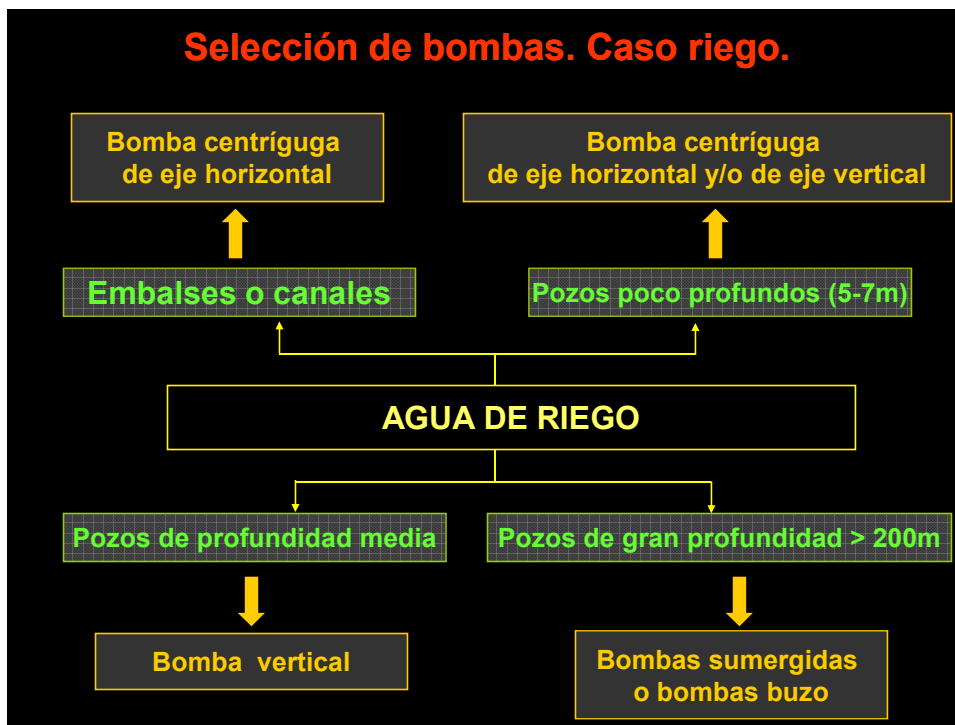 Selección de bombas. Caso riego.
Bomba centríguga
de eje horizontal
Bomba centríguga
de eje horizontal y/o de eje vertical
Embalses o canales
Pozos poco profundos (5-7m)
AGUA DE RIEGO
Pozos de profundidad media
Pozos de gran profundidad > 200m
Bomba vertical
Bombas sumergidas
o bombas buzo